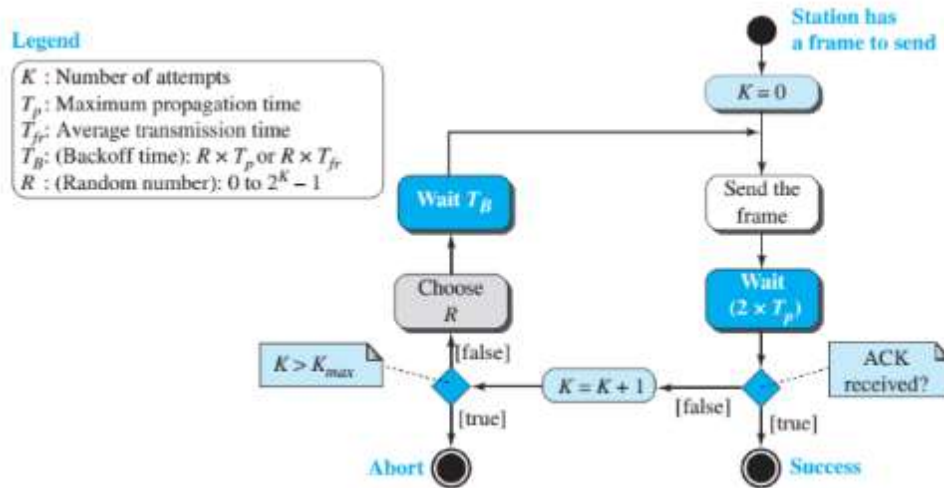 Legend
K : Number of attempts
Tp: Maximum propagation time
Tfr: Average transmission time
TB: (Backoff time): R × Tp or R × Tfr
R : (Random number): 0 to 2^K − 1
Station has
a frame to send
K = 0
Send the
frame
Wait
(2 × Tp)
ACK
received?
[true]
Success
[false]
K = K + 1
K > Kmax
[true]
Abort
[false]
Choose
R
Wait TB